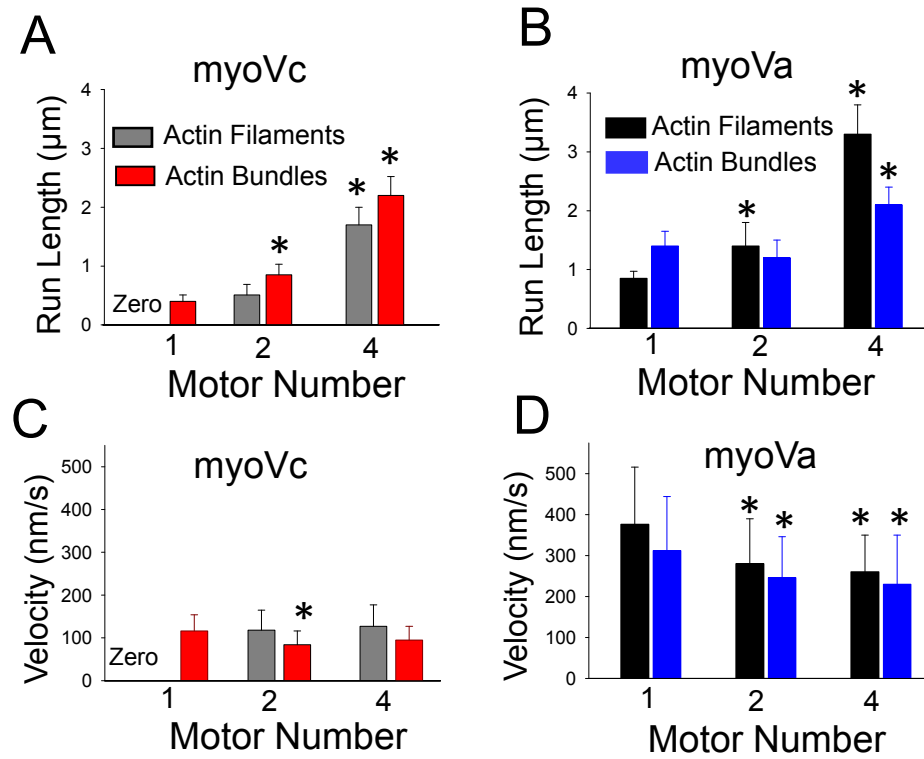 A
myoVc
Run Length (µm)
4
3
2
1
0
Actin Filaments
Actin Bundles
*
*
*
Zero
1
2
4
Motor Number
B
myoVa
Run Length (µm)
4
3
2
1
0
Actin Filaments
Actin Bundles
*
*
*
1
2
4
Motor Number
C
myoVc
Velocity (nm/s)
500
400
300
200
100
0
*
Zero
1
2
4
Motor Number
D
myoVa
Velocity (nm/s)
500
400
300
200
100
0
*
*
*
*
1
2
4
Motor Number